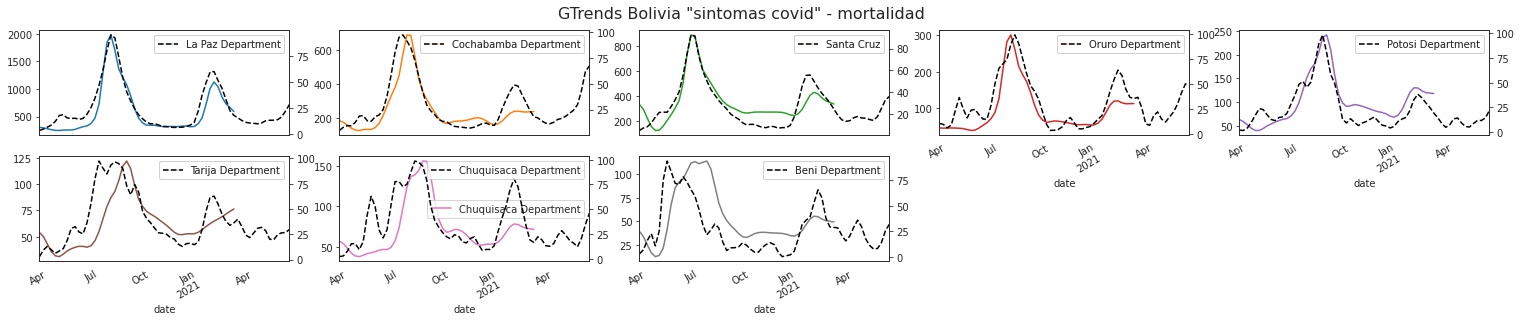 GTrends Bolivia "sintomas covid" - mortalidad
La Paz Department
2000
1500
1000
500
75
50
25
0
Cochabamba Department
600
400
200
100
75
50
25
Santa Cruz
800
600
400
200
80
60
40
20
Oruro Department
300
200
100
100
75
50
25
0
Apr
Jul
Oct
Jan
2021
Apr
date
Potosi Department
250
200
150
100
50
100
75
50
25
0
Apr
Jul
Oct
Jan
2021
Apr
date
Tarija Department
125
100
75
50
100
75
50
25
0
Apr
Jul
Oct
Jan
2021
Apr
date
Chuquisaca Department
Chuquisaca Department
150
100
50
100
75
50
25
0
Apr
Jul
Oct
Jan
2021
Apr
date
Beni Department
100
75
50
25
75
50
25
0
Apr
Jul
Oct
Jan
2021
Apr
date